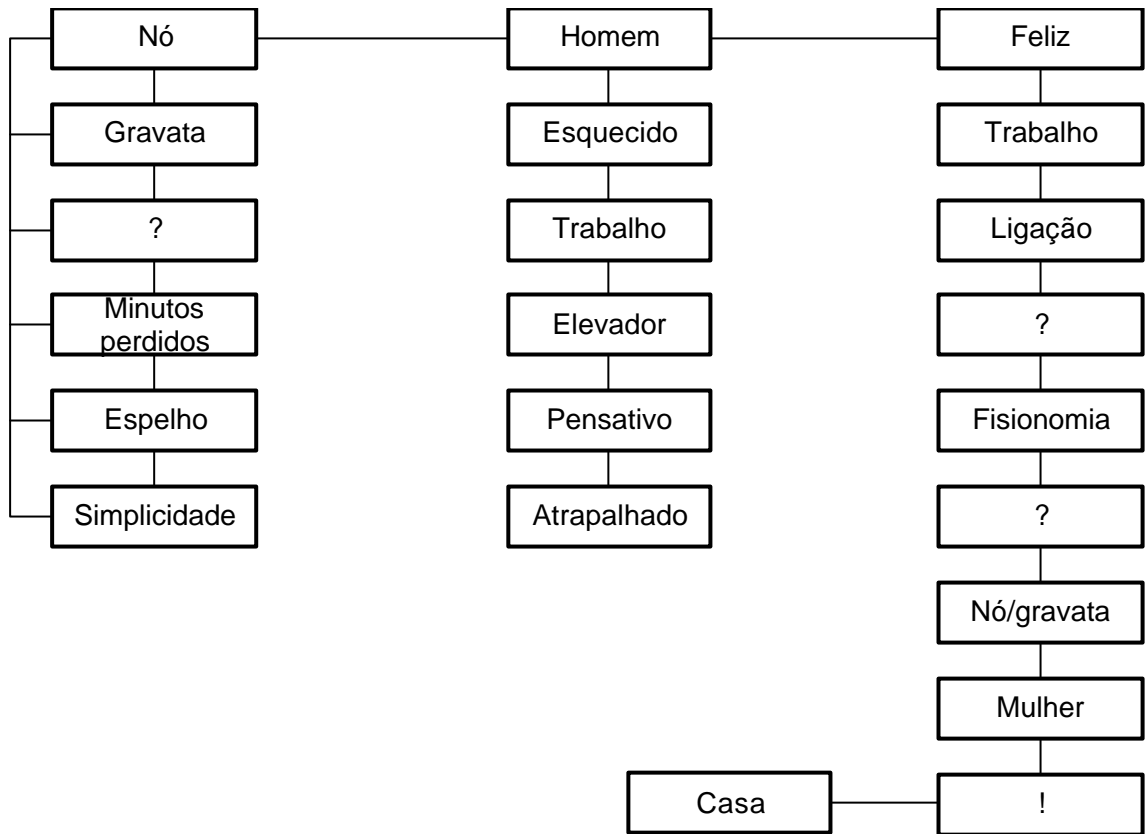 Nó
Homem
Feliz
Gravata
Esquecido
Trabalho
?
Trabalho
Ligação
Minutos
perdidos
Elevador
?
Espelho
Pensativo
Fisionomia
Simplicidade
Atrapalhado
?
Nó/gravata
Mulher
Casa
!